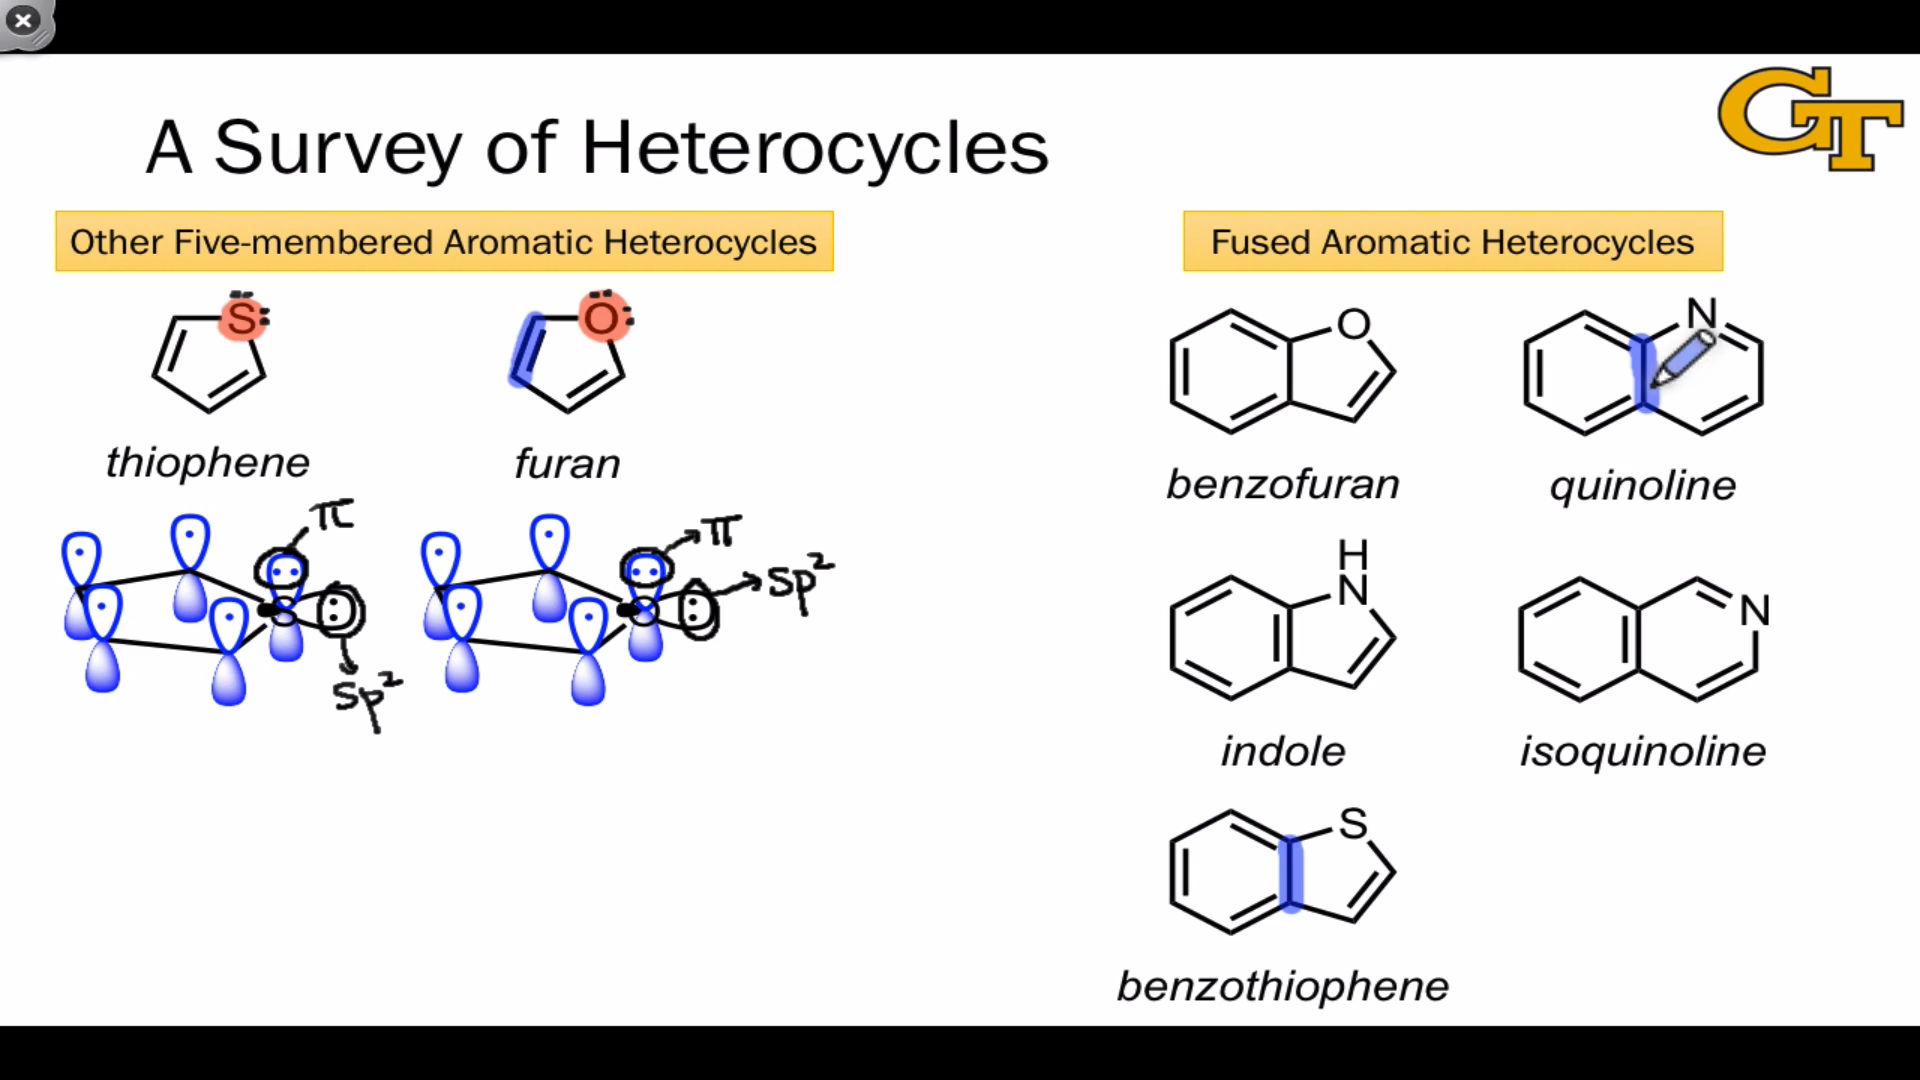 GT
A Survey of Heterocycles
Other Five-membered Aromatic Heterocycles
S
O
thiophene
furan
π
sp²
π
sp²
Fused Aromatic Heterocycles
O
N
benzofuran
quinoline
H
N
N
indole
isoquinoline
S
benzothiophene